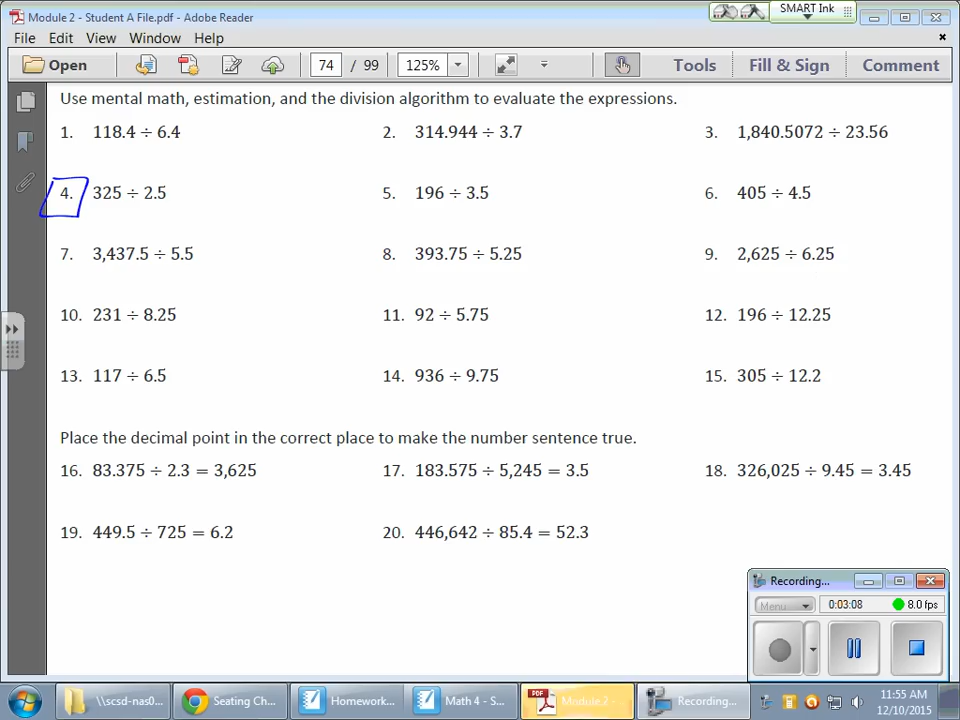 Module 2 - Student A File.pdf - Adobe Reader
SMART Ink
File Edit View Window Help
Open 74 / 99 125% Tools Fill & Sign Comment
Use mental math, estimation, and the division algorithm to evaluate the expressions.
1. 118.4 ÷ 6.4 2. 314.944 ÷ 3.7 3. 1,840.5072 ÷ 23.56
4. 325 ÷ 2.5 5. 196 ÷ 3.5 6. 405 ÷ 4.5
7. 3,437.5 ÷ 5.5 8. 393.75 ÷ 5.25 9. 2,625 ÷ 6.25
10. 231 ÷ 8.25 11. 92 ÷ 5.75 12. 196 ÷ 12.25
13. 117 ÷ 6.5 14. 936 ÷ 9.75 15. 305 ÷ 12.2
Place the decimal point in the correct place to make the number sentence true.
16. 83.375 ÷ 2.3 = 3,625 17. 183.575 ÷ 5,245 = 3.5 18. 326,025 ÷ 9.45 = 3.45
19. 449.5 ÷ 725 = 6.2 20. 446,642 ÷ 85.4 = 52.3
Recording...
Menu 0:03:08 8.0 fps
\\sscd-nas0... Seating Ch... Homework... Math 4 - S... Module 2 - Recording... 11:55 AM
12/10/2015